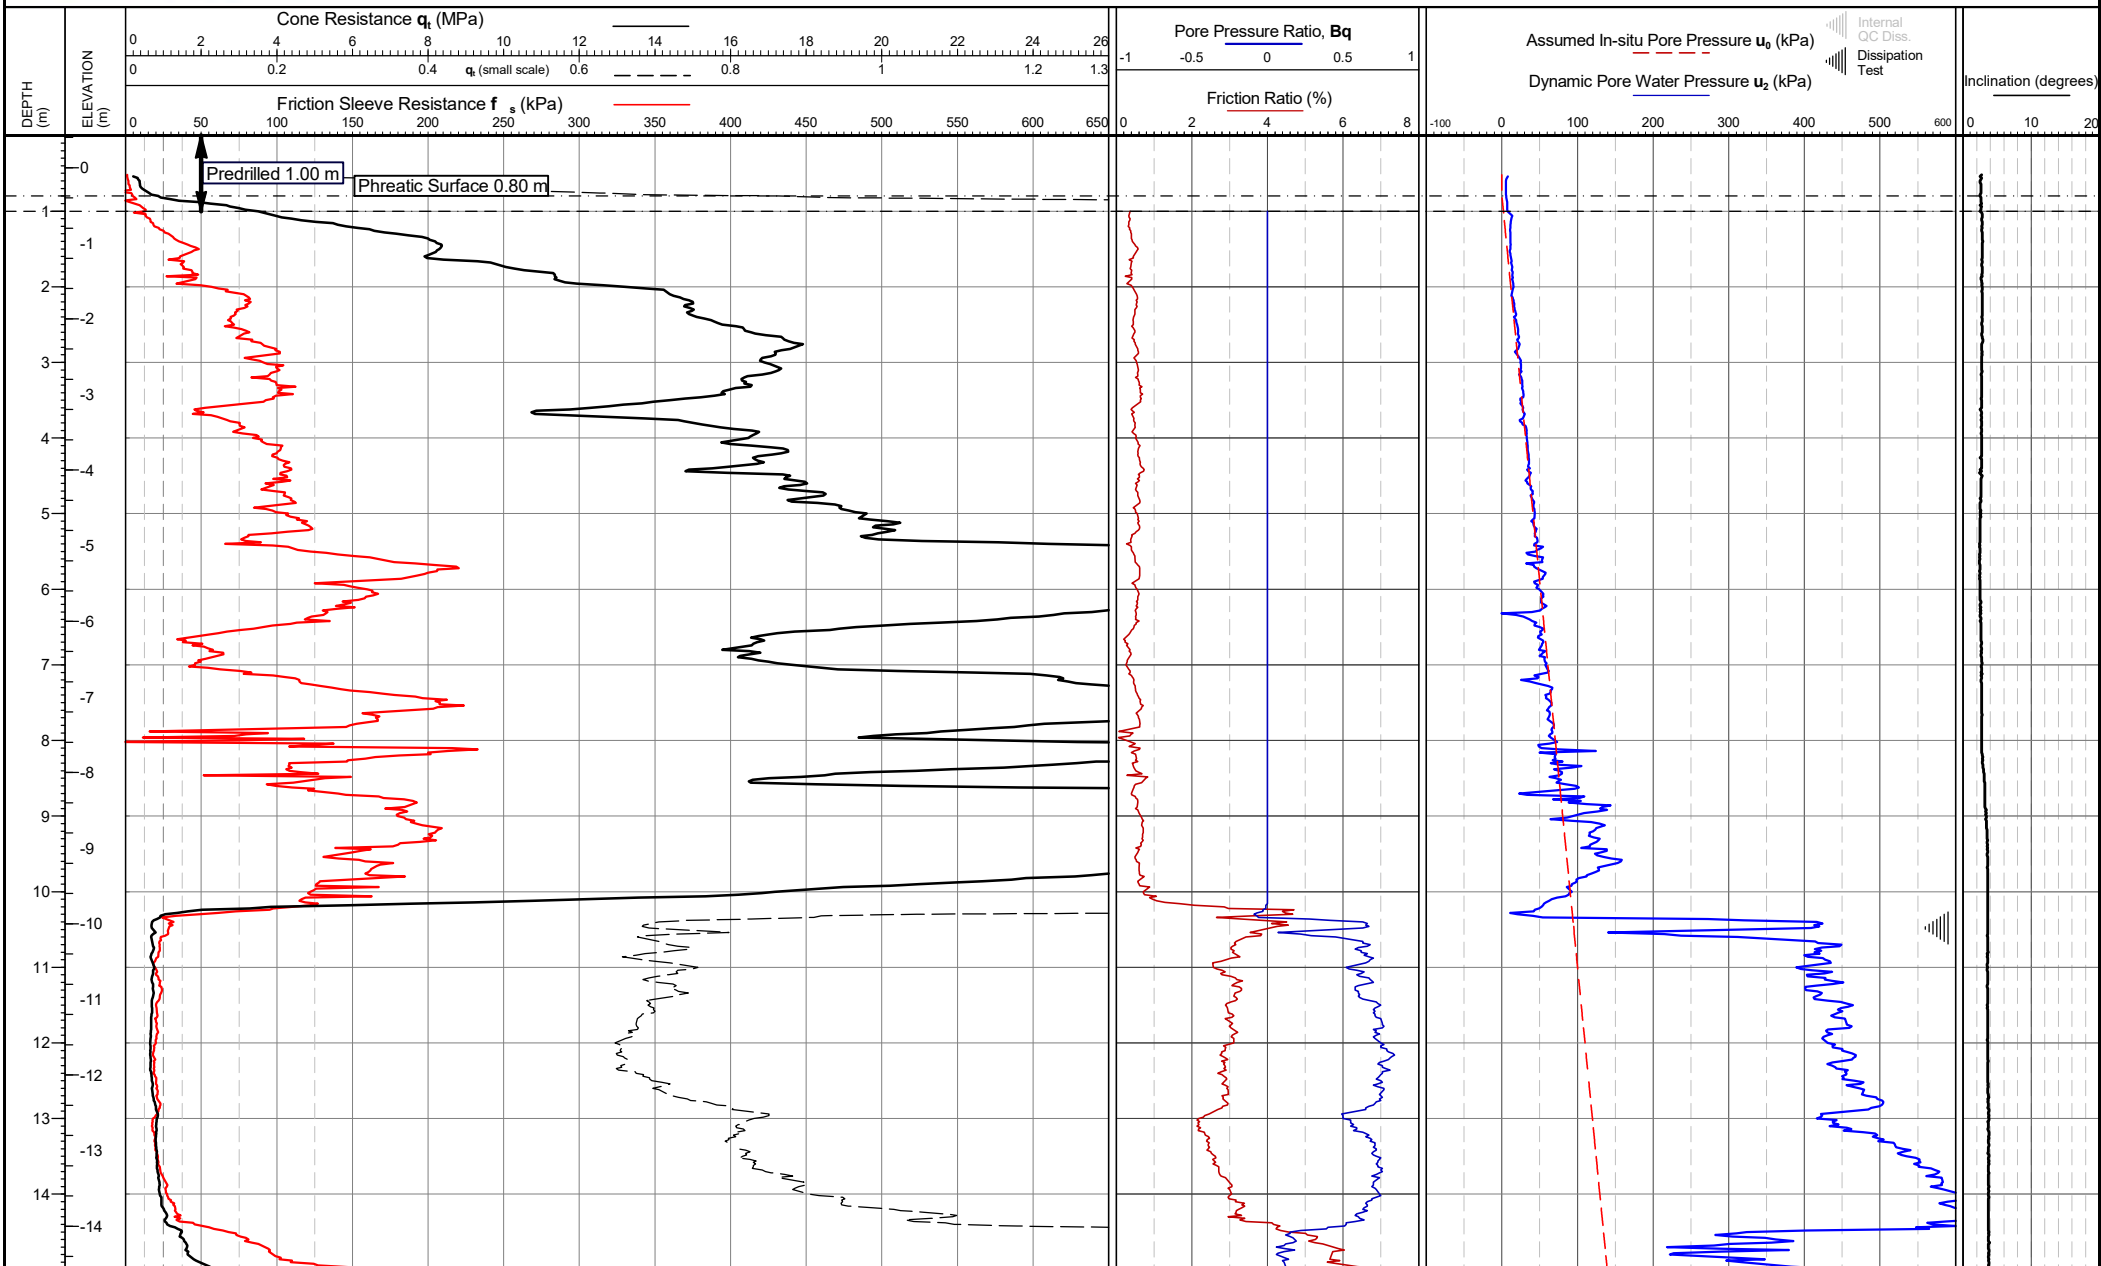 Cone Resistance qt (MPa)
0 2 4 6 8 10 12 14 16 18 20 22 24 26
0 0.2 0.4 qt (small scale) 0.6 0.8 1 1.2 1.3
Friction Sleeve Resistance f s (kPa)
0 50 100 150 200 250 300 350 400 450 500 550 600 650
DEPTH (m)
ELEVATION (m)
Pore Pressure Ratio, Bq
-1 -0.5 0 0.5 1
Friction Ratio (%)
0 2 4 6 8
Assumed In-situ Pore Pressure u0 (kPa)
Dynamic Pore Water Pressure u2 (kPa)
-100 0 100 200 300 400 500 600
Internal
QC Diss.
Dissipation
Test
Inclination (degrees)
0 10 20
Predrilled 1.00 m
Phreatic Surface 0.80 m
0
1
-1
2
-2
3
-3
4
-4
5
-5
6
-6
7
-7
8
-8
9
-9
10
-10
11
-11
12
-12
13
-13
14
-14